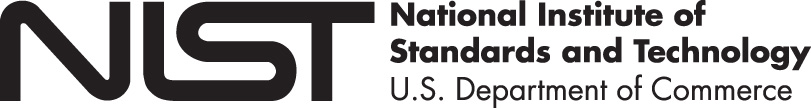 NIST
National Institute of
Standards and Technology
U.S. Department of Commerce